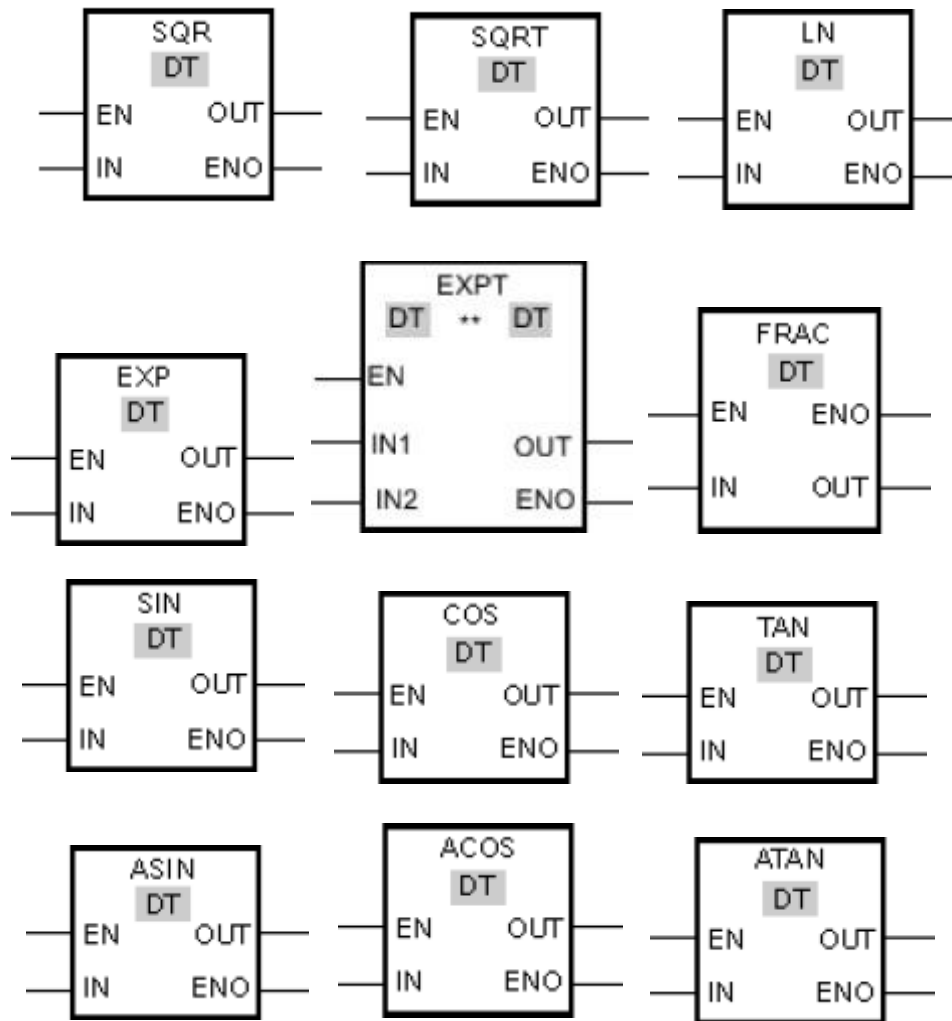 SQR
DT
EN OUT
IN ENO
SQRT
DT
EN OUT
IN ENO
LN
DT
EN OUT
IN ENO
EXP
DT
EN OUT
IN ENO
EXPT
DT ** DT
EN
IN1 OUT
IN2 ENO
FRAC
DT
EN ENO
IN OUT
SIN
DT
EN OUT
IN ENO
COS
DT
EN OUT
IN ENO
TAN
DT
EN OUT
IN ENO
ASIN
DT
EN OUT
IN ENO
ACOS
DT
EN OUT
IN ENO
ATAN
DT
EN OUT
IN ENO